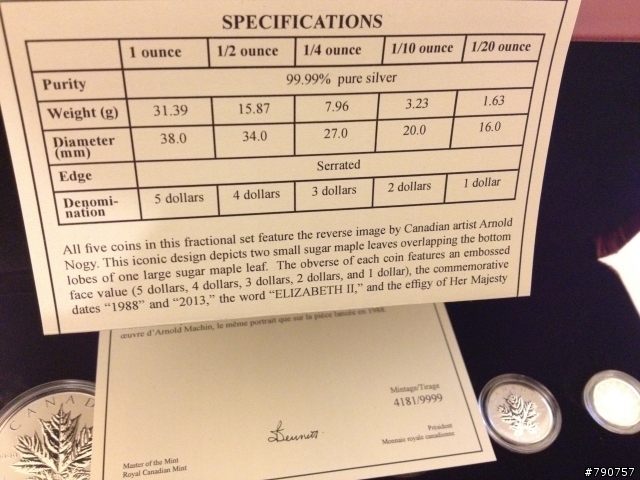 SPECIFICATIONS
1 ounce 1/2 ounce 1/4 ounce 1/10 ounce 1/20 ounce
Purity 99.99% pure silver
Weight (g) 31.39 15.87 7.96 3.23 1.63
Diameter (mm) 38.0 34.0 27.0 20.0 16.0
Edge Serrated
Denomi-nation 5 dollars 4 dollars 3 dollars 2 dollars 1 dollar
All five coins in this fractional set feature the reverse image by Canadian artist Arnold
Nogy. This iconic design depicts two small sugar maple leaves overlapping the bottom
lobes of one large sugar maple leaf. The obverse of each coin features an embossed
face value (5 dollars, 4 dollars, 3 dollars, 2 dollars, and 1 dollar), the commemorative
dates “1988” and “2013,” the word “ELIZABETH II,” and the effigy of Her Majesty
œuvre d'Arnold Machin, le même portrait que sur la pièce lancée en 1988.
Mintage/Tirage
4181/9999
Bennett
Master of the Mint
Royal Canadian Mint
Président
Monnaie royale canadienne
CANAD
#790757